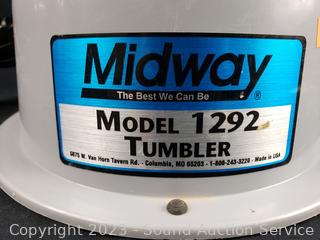 Midway
The Best We Can Be ®
MODEL 1292
TUMBLER
5875 W. Van Horn Tavern Rd. - Columbia, MO 65203 - 1-800-243-3220 - Made in USA
Copyright 2023 - Sound Auction Service